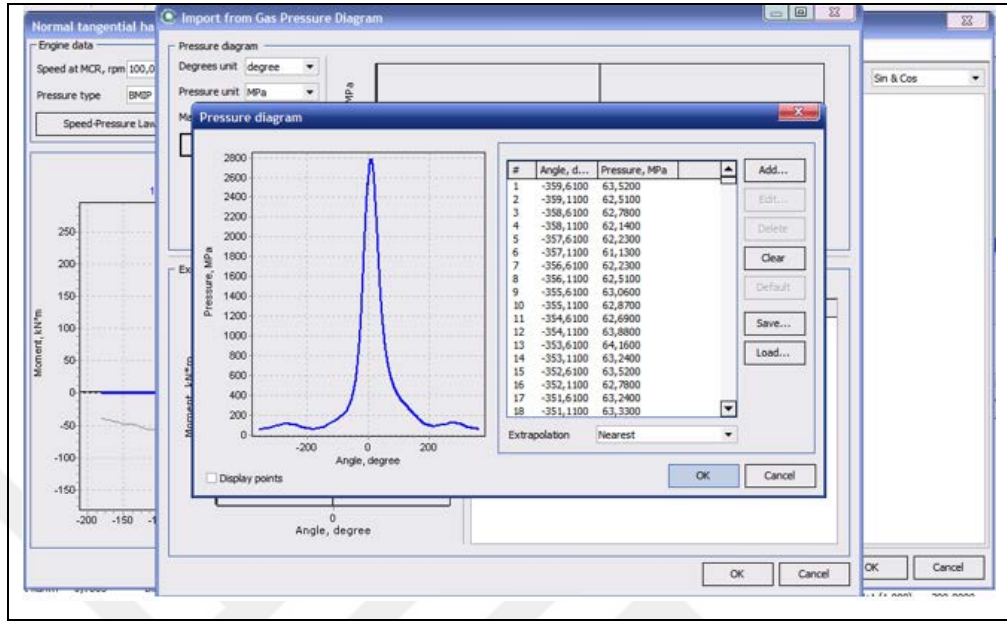 Normal tangential ha
Engine data
Speed at MCR, rpm 100,0
Pressure type BMIP
Speed-Pressure Law
Import from Gas Pressure Diagram
Pressure diagram
Degrees unit degree
Pressure unit MPa
MPa
Sin & Cos
Pressure diagram
2800
2600
2400
2200
2000
1800
1600
1400
1200
1000
800
600
400
200
0
Pressure, MPa
-200 0 200
Angle, degree
Display points
# Angle, d... Pressure, MPa
1 -359,6100 63,5200
2 -359,1100 62,5100
3 -358,6100 62,7800
4 -358,1100 62,1400
5 -357,6100 62,2300
6 -357,1100 61,1300
7 -356,6100 62,2300
8 -356,1100 62,5100
9 -355,6100 63,0600
10 -355,1100 62,8700
11 -354,6100 62,6900
12 -354,1100 63,8800
13 -353,6100 64,1600
14 -353,1100 63,2400
15 -352,6100 63,5200
16 -352,1100 62,7800
17 -351,6100 63,2400
18 -351,1100 63,3300
Extrapolation Nearest
Add...
Edit...
Delete
Clear
Default
Save...
Load...
OK Cancel
250
200
150
100
50
0
-50
-100
-150
Moment, kN*m
-200 -150 -1
Ex
Moment, kN*m
0
Angle, degree
OK Cancel
OK Cancel